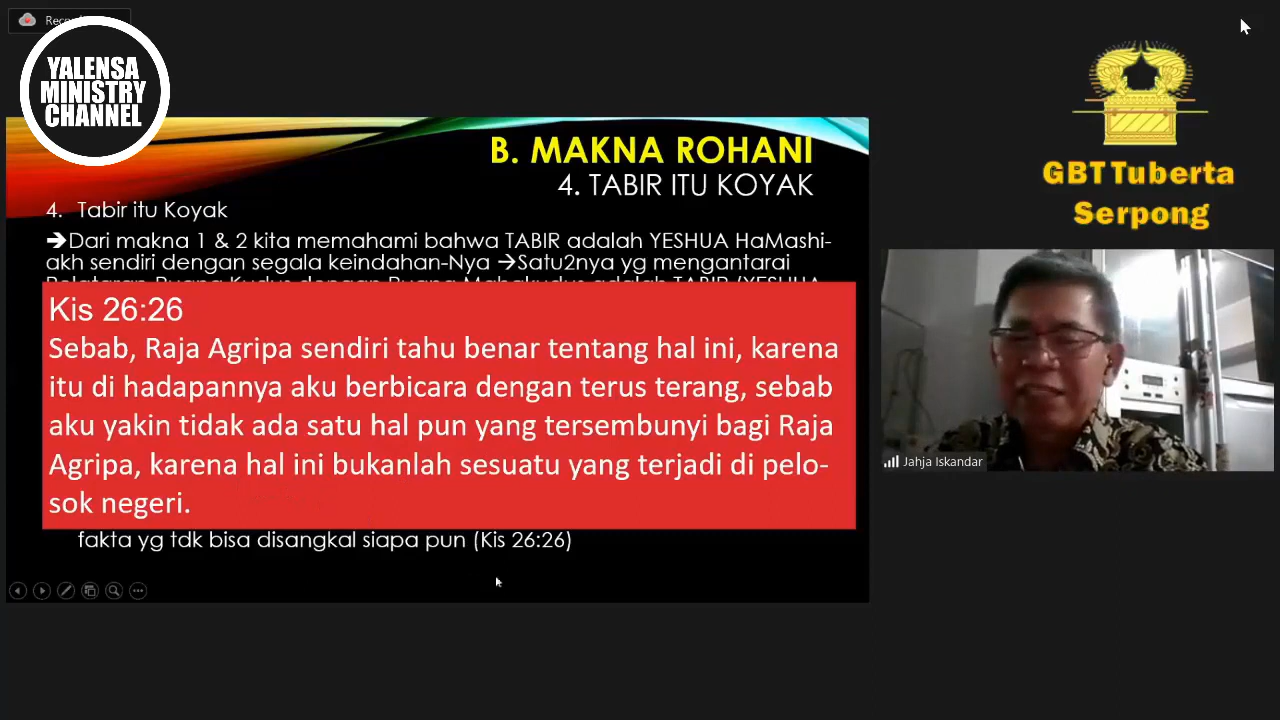 Rec
YALENSA
MINISTRY
CHANNEL
B. MAKNA ROHANI
4. TABIR ITU KOYAK
4. Tabir itu Koyak
➔Dari makna 1 & 2 kita memahami bahwa TABIR adalah YESHUA HaMashi-
akh sendiri dengan segala keindahan-Nya →Satu2nya yg mengantarai
Kis 26:26
Sebab, Raja Agripa sendiri tahu benar tentang hal ini, karena
itu di hadapannya aku berbicara dengan terus terang, sebab
aku yakin tidak ada satu hal pun yang tersembunyi bagi Raja
Agripa, karena hal ini bukanlah sesuatu yang terjadi di pelo-
sok negeri.
fakta yg tdk bisa disangkal siapa pun (Kis 26:26)
GBT Tuberta
Serpong
Jahja Iskandar